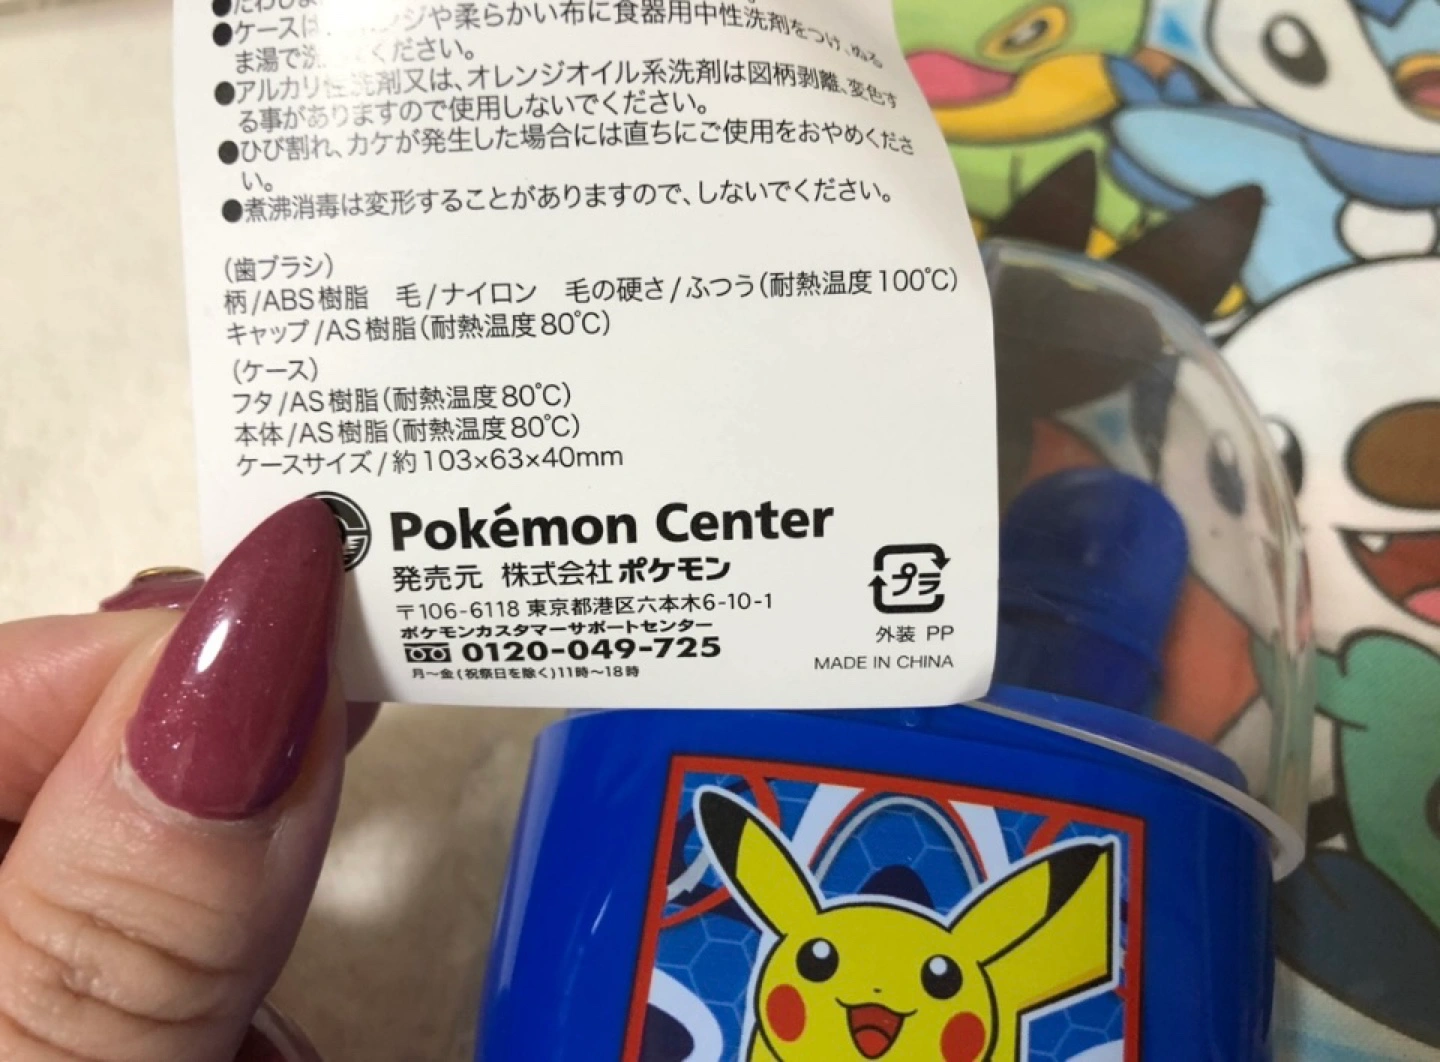 ●ケースは、スポンジや柔らかい布に食器用中性洗剤をつけ、ぬる
ま湯で洗ってください。
●アルカリ性洗剤又は、オレンジオイル系洗剤は図柄剥離、変色す
る事がありますので使用しないでください。
●ひび割れ、カケが発生した場合には直ちにご使用をおやめくださ
い。
●煮沸消毒は変形することがありますので、しないでください。
(歯ブラシ)
柄/ABS樹脂 毛/ナイロン 毛の硬さ/ふつう(耐熱温度100℃)
キャップ/AS樹脂(耐熱温度80℃)
(ケース)
フタ/AS樹脂(耐熱温度80℃)
本体/AS樹脂(耐熱温度80℃)
ケースサイズ/約103×63×40mm
Pokémon Center
発売元 株式会社ポケモン
〒106-6118 東京都港区六本木6-10-1
ポケモンカスタマーサポートセンター
0120-049-725
月〜金(祝祭日を除く)11時〜18時
プラ
外装 PP
MADE IN CHINA